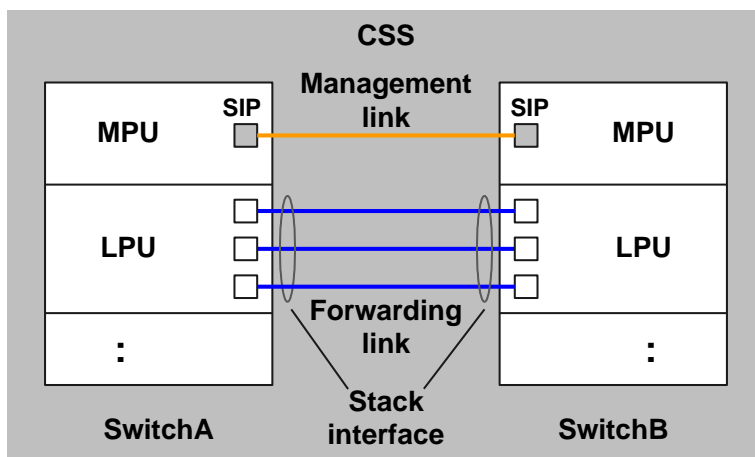 CSS
Management
link
SIP
SIP
MPU
MPU
LPU
LPU
Forwarding
link
:
:
Stack
interface
SwitchA
SwitchB